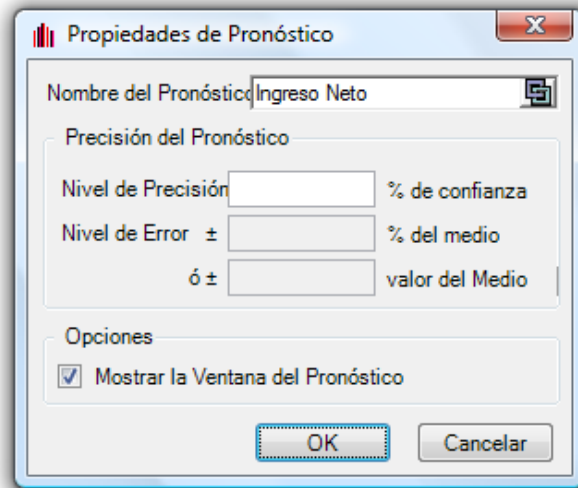 Propiedades de Pronóstico
Nombre del Pronóstico Ingreso Neto
Precisión del Pronóstico
Nivel de Precisión % de confianza
Nivel de Error ± % del medio
ó ± valor del Medio
Opciones
Mostrar la Ventana del Pronóstico
OK Cancelar